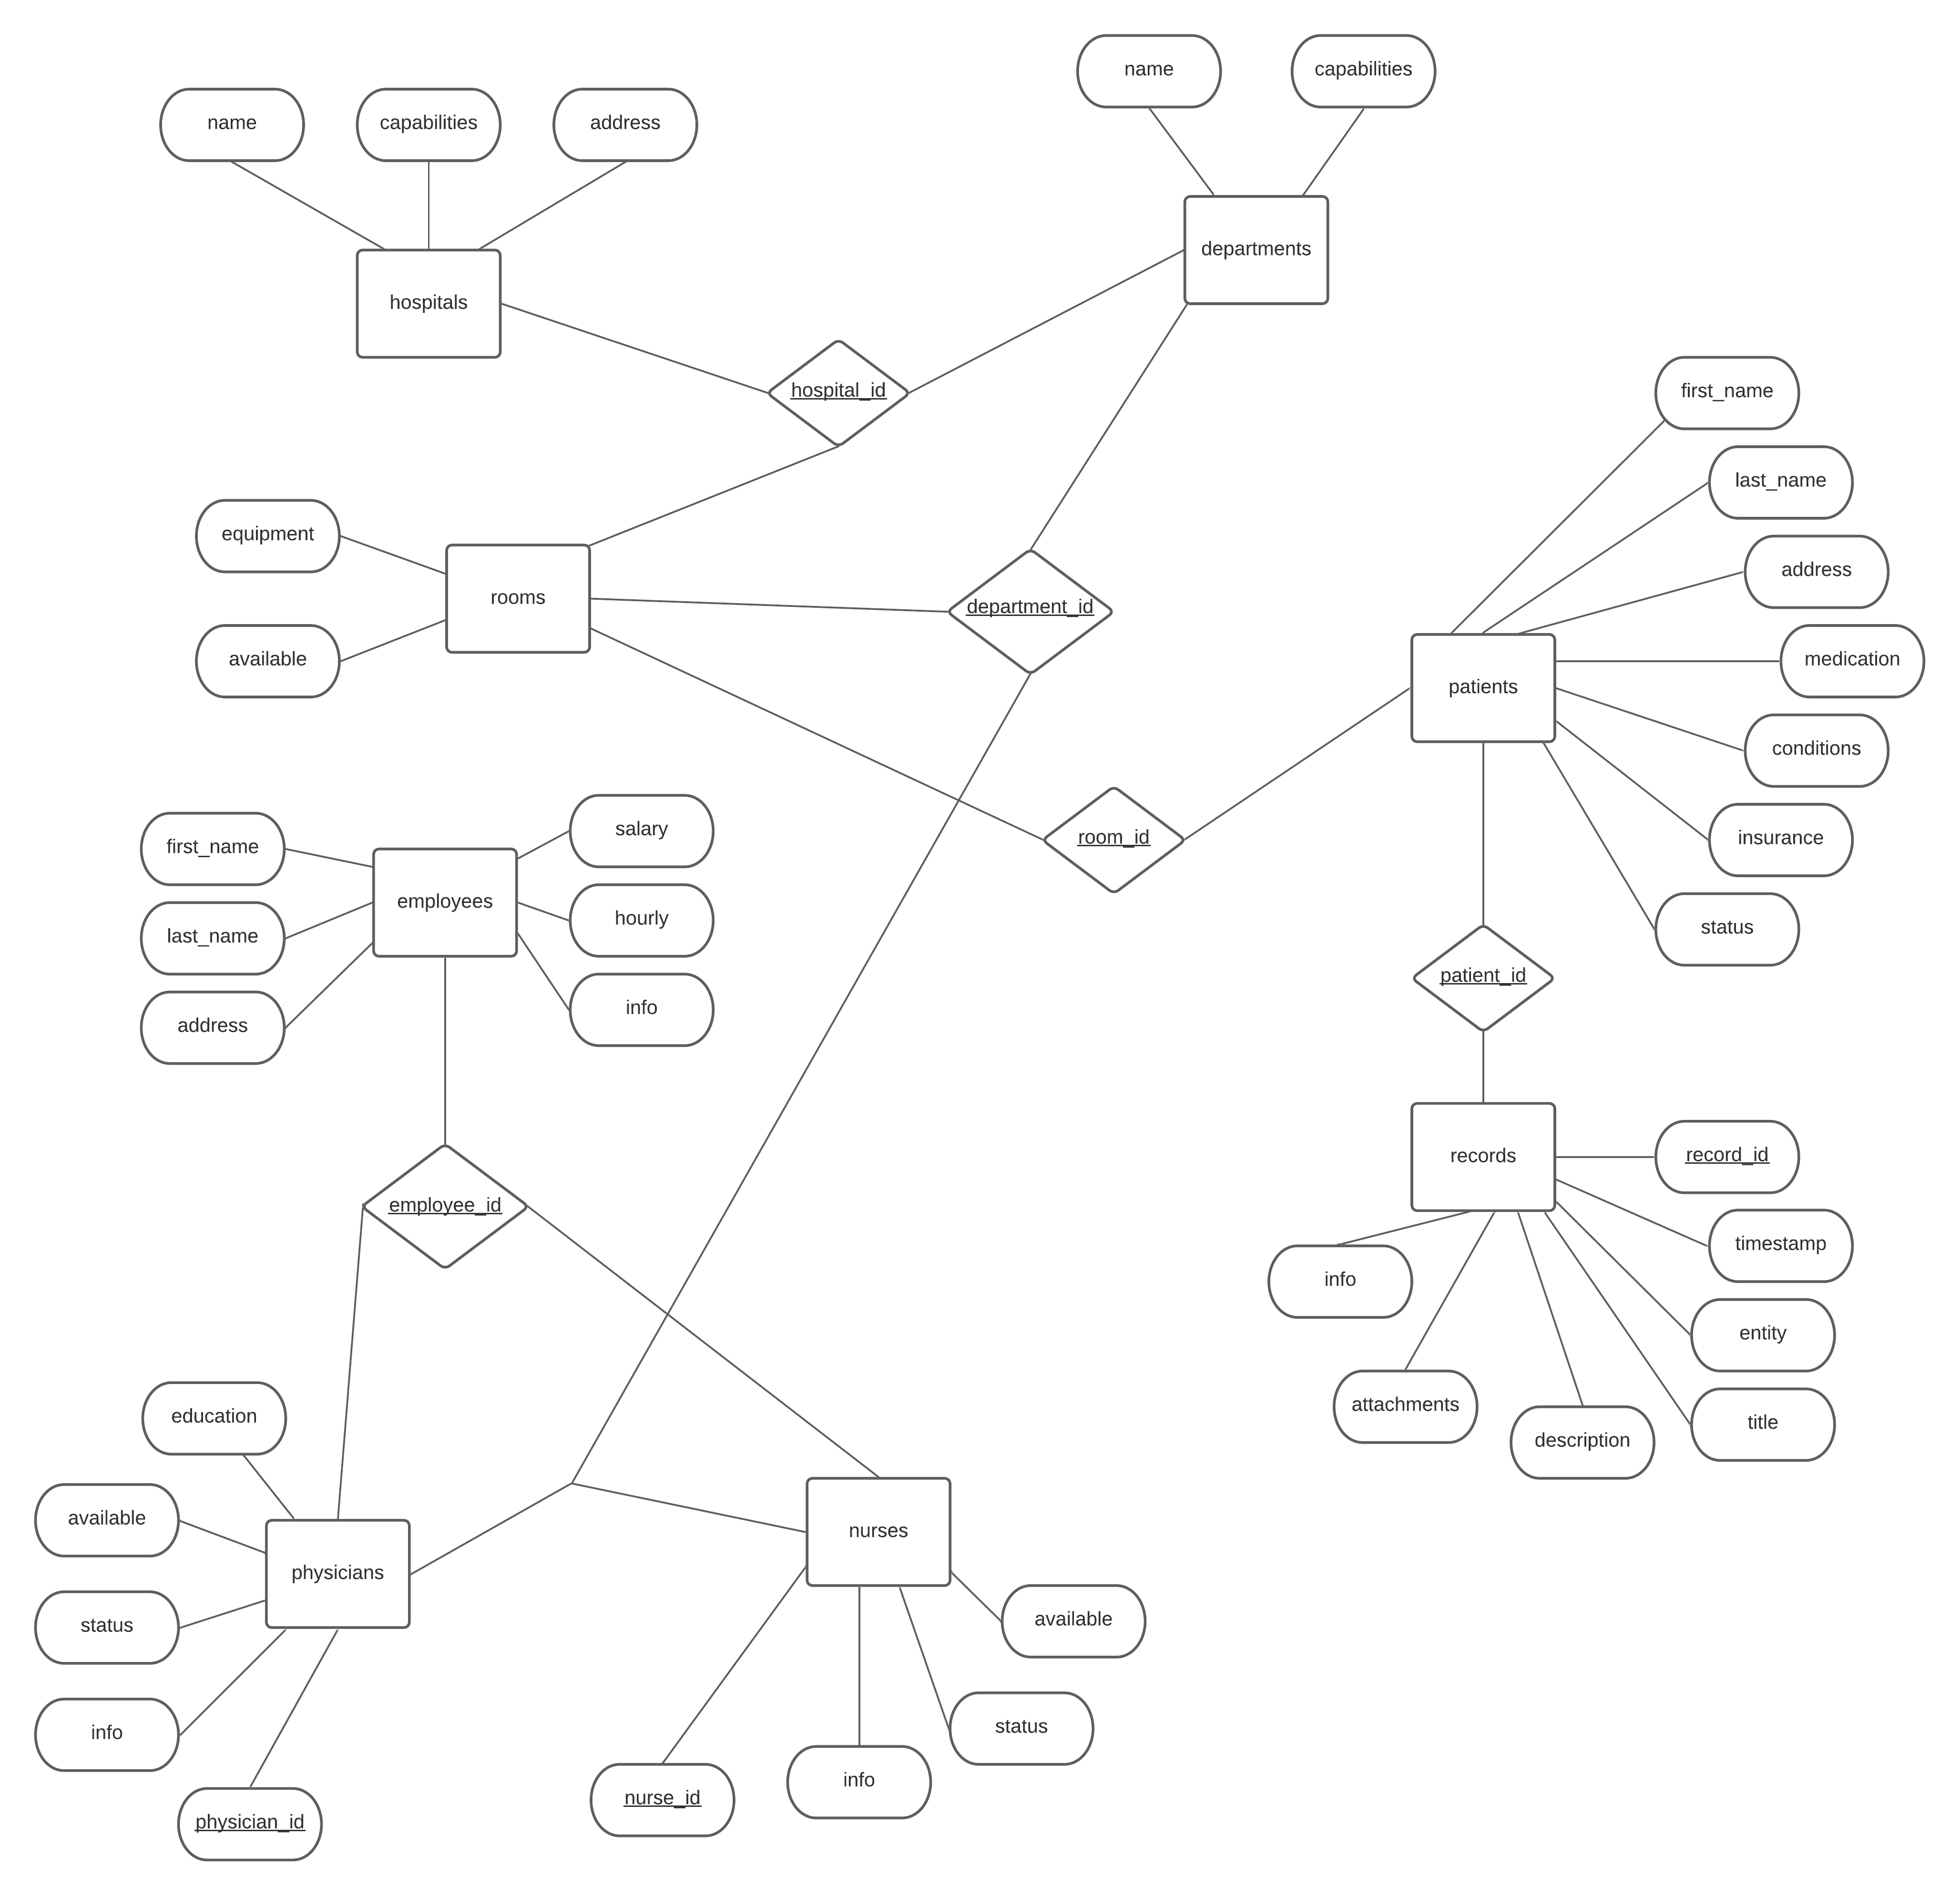 name
capabilities
name
capabilities
address
departments
hospitals
hospital_id
first_name
last_name
equipment
address
rooms
department_id
available
medication
patients
conditions
salary
first_name
insurance
room_id
employees
hourly
status
last_name
patient_id
info
address
record_id
records
employee_id
timestamp
info
entity
attachments
education
title
description
available
nurses
physicians
available
status
status
info
info
nurse_id
physician_id